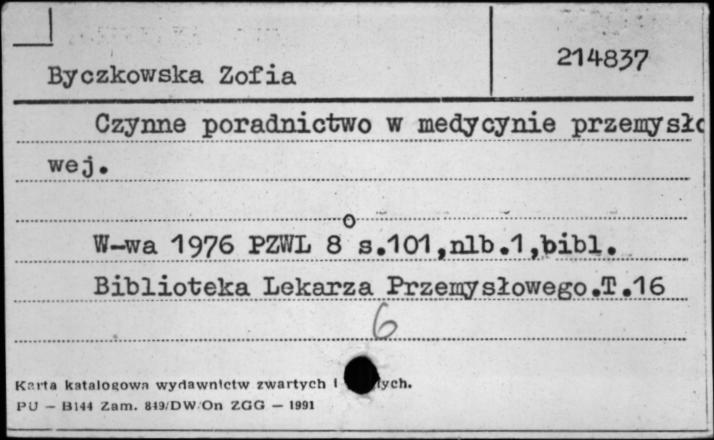 214837
Byczkowska Zofia
Czynne poradnictwo w medycynie przemysło
wej.
W-wa 1976 PZWL 8° s.101,nlb.1,bibl.
Biblioteka Lekarza Przemysłowego.T.16
6
Karta katalogowa wydawnictw zwartych i
PU — B144 Zam. 849/DW/On ZGG — 1991